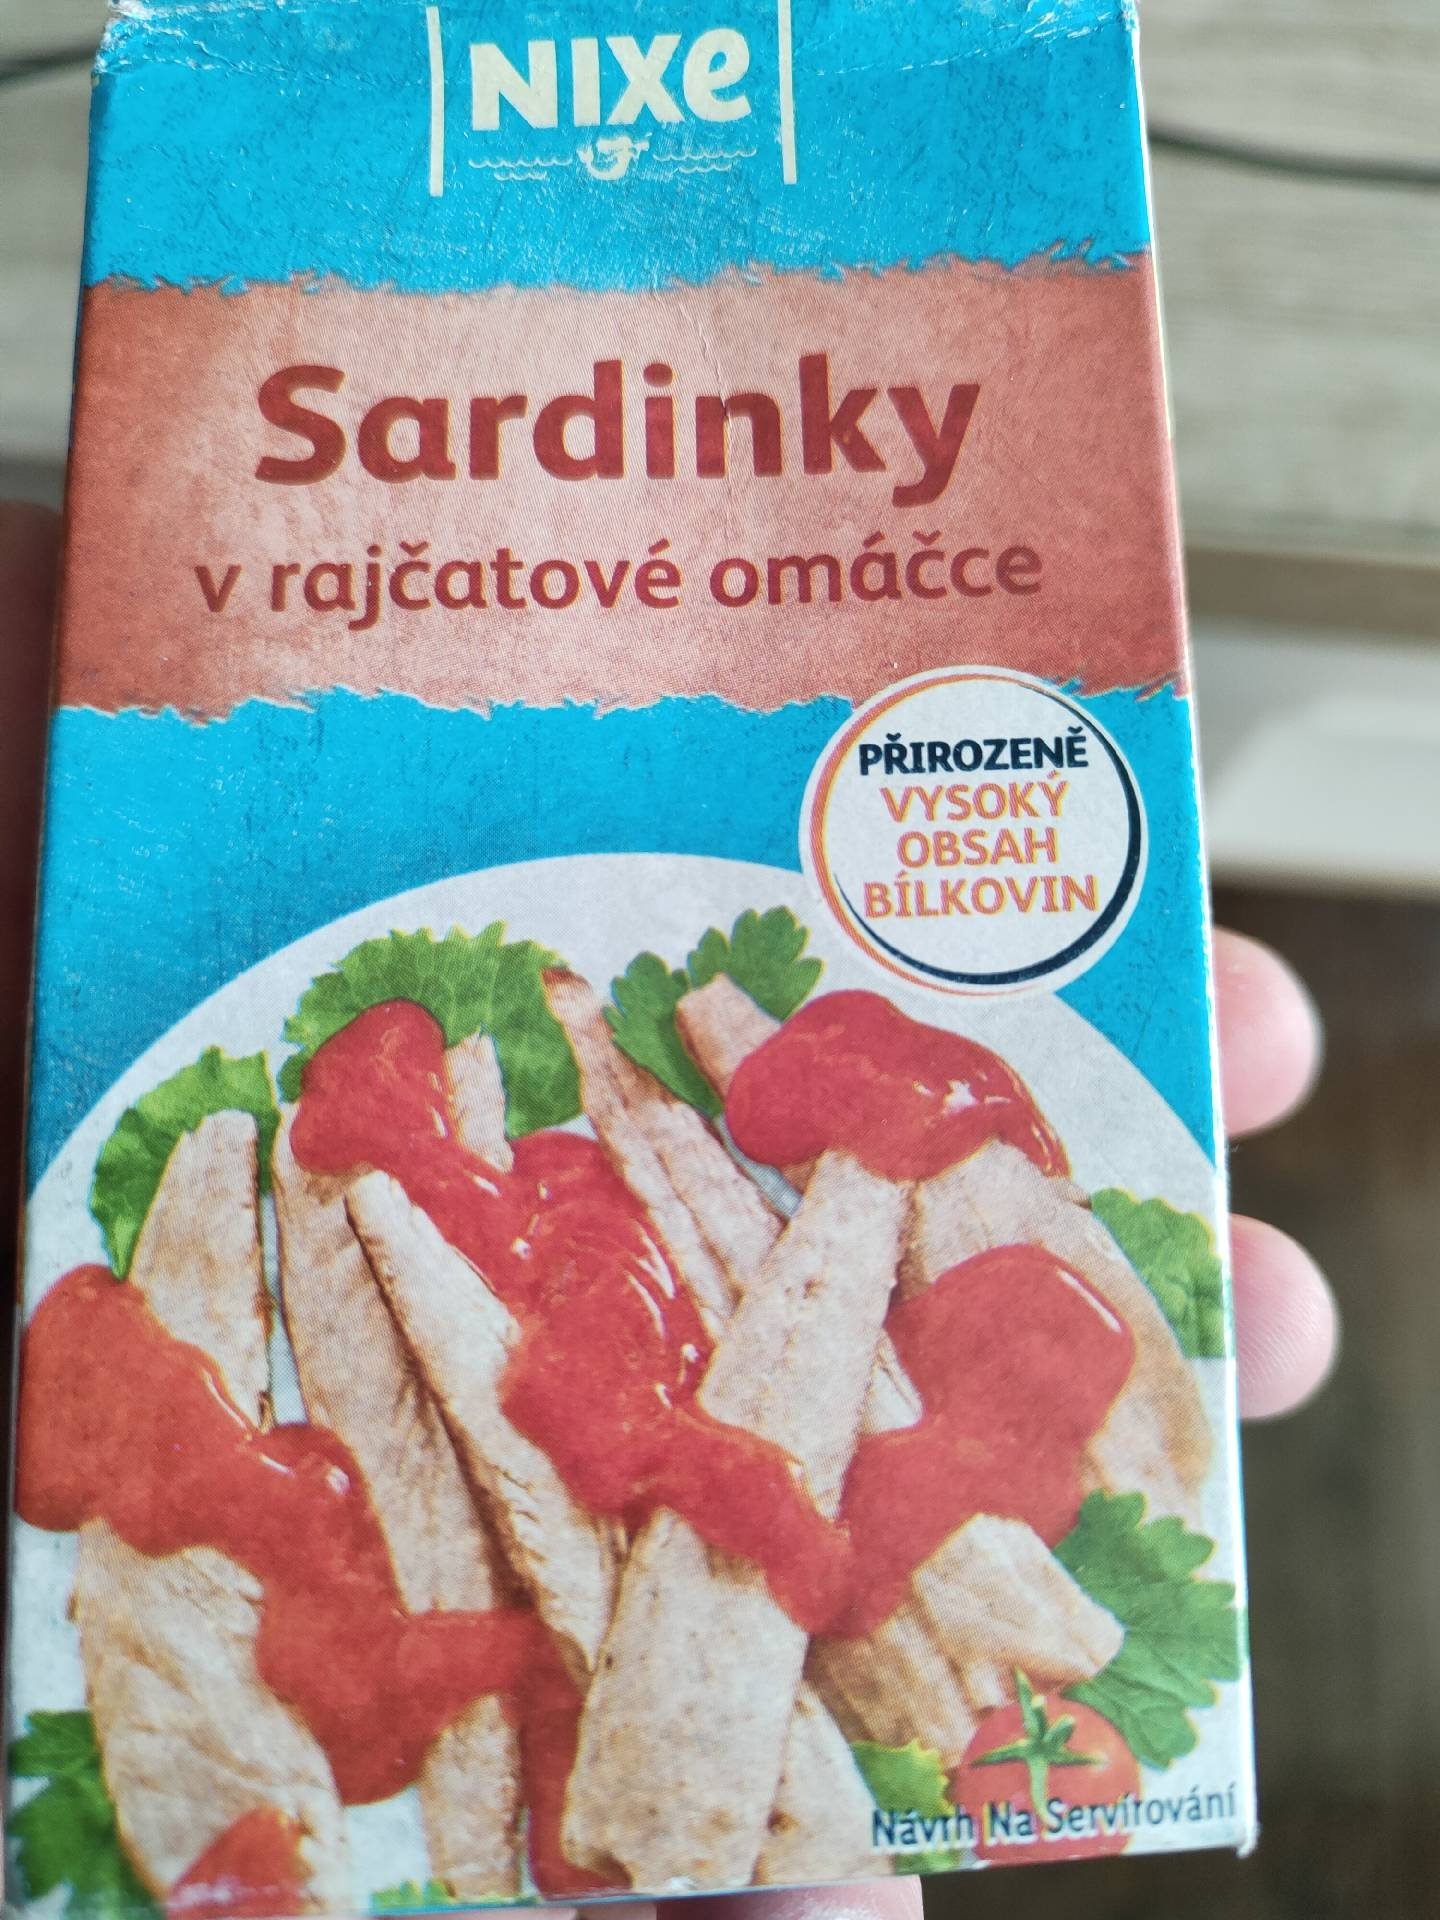 NIXe
Sardinky
v rajčatové omáčce
PŘIROZENĚ
VYSOKÝ
OBSAH
BÍLKOVIN
Návrh Na Servírování